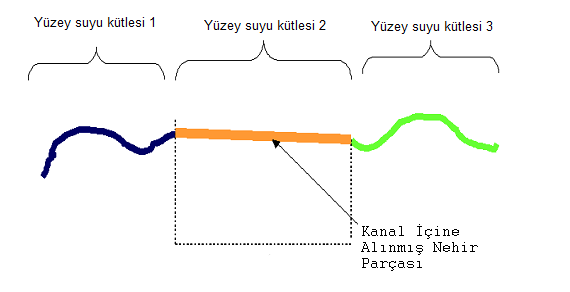 Yüzey suyu kütlesi 1
Yüzey suyu kütlesi 2
Yüzey suyu kütlesi 3
Kanal İçine
Alınmış Nehir
Parçası